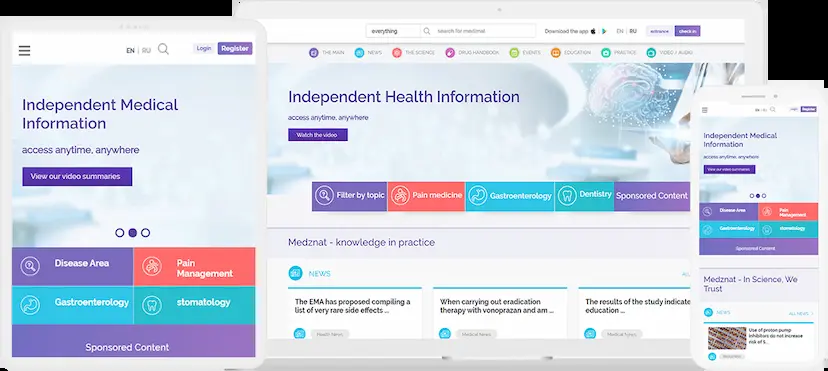 EN | RU
Login
Register
Independent Medical
Information
access anytime, anywhere
View our video summaries
Disease Area
Pain
Management
Gastroenterology
stomatology
Sponsored Content
everything
search for medznat
Download the app
EN | RU
entrance
check in
THE MAIN
NEWS
THE SCIENCE
DRUG HANDBOOK
EVENTS
EDUCATION
PRACTICE
VIDEO / AUDIO
Independent Health Information
access anytime, anywhere
Watch the video
Filter by topic
Pain medicine
Gastroenterology
Dentistry
Sponsored Content
Medznat - knowledge in practice
NEWS
ALL
The EMA has proposed compiling a
list of very rare side effects ...
Health News
When carrying out eradication
therapy with vonoprazan and am ...
Medical News
The results of the study indicate
education ...
Medical News
EN | RU
Login
Register
Independent Medical
Information
access anytime, anywhere
View our video summaries
Disease Area
Pain
Management
Gastroenterology
stomatology
Sponsored Content
Medznat - In Science, We
Trust
NEWS
ALL NEWS >
Use of proton pump
inhibitors do not increase
risk of S...